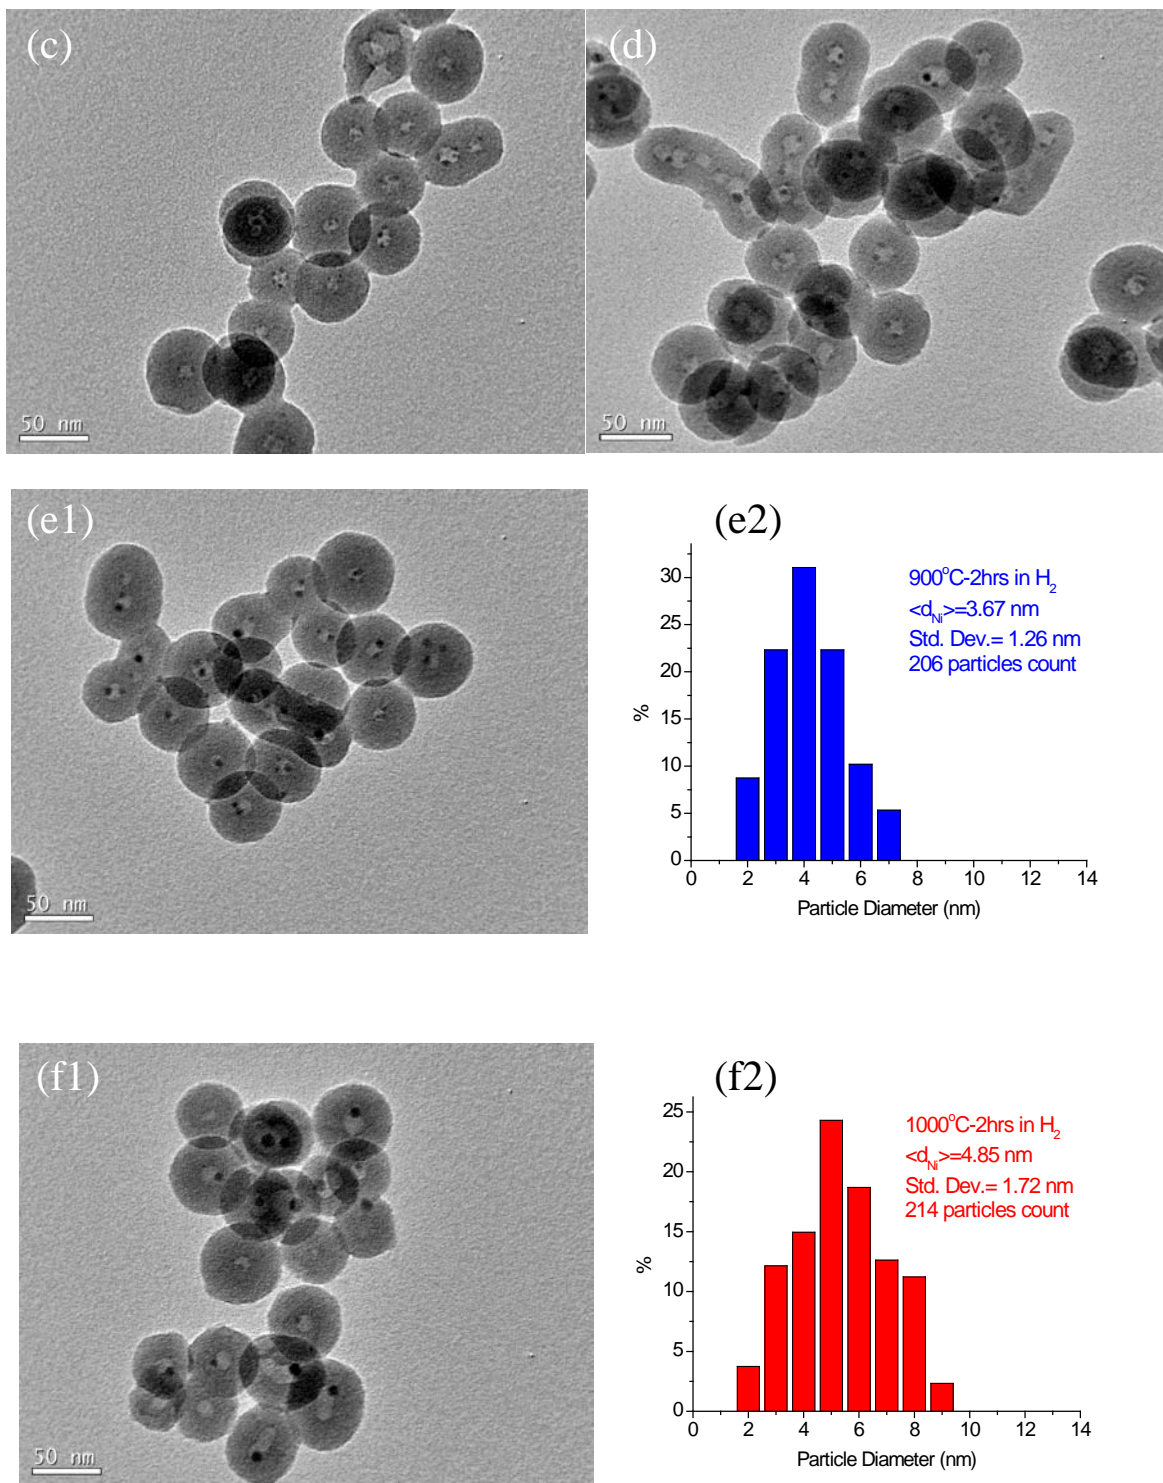 (c)
50 nm
(d)
50 nm
(e1)
50 nm
(e2)
900°C-2hrs in H₂
<d_Ni>=3.67 nm
Std. Dev.= 1.26 nm
206 particles count
30
25
20
15
10
5
0
%
0 2 4 6 8 10 12 14
Particle Diameter (nm)
(f1)
50 nm
(f2)
1000°C-2hrs in H₂
<d_Ni>=4.85 nm
Std. Dev.= 1.72 nm
214 particles count
25
20
15
10
5
0
%
0 2 4 6 8 10 12 14
Particle Diameter (nm)